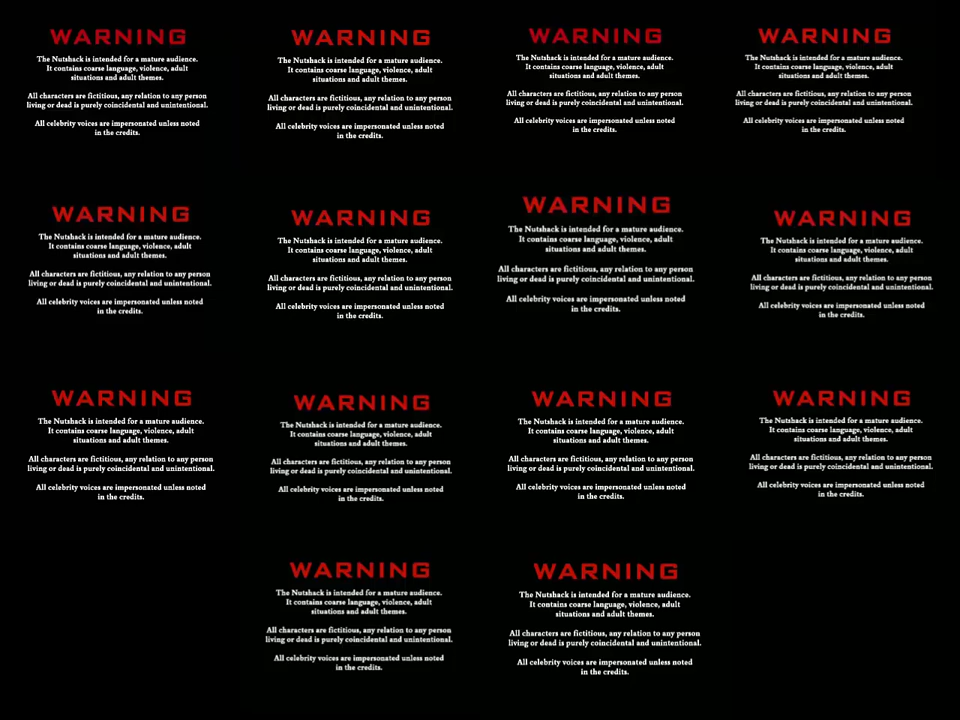 WARNING
The Nutshack is intended for a mature audience.
It contains coarse language, violence, adult
situations and adult themes.
All characters are fictitious, any relation to any person
living or dead is purely coincidental and unintentional.
All celebrity voices are impersonated unless noted
in the credits.
WARNING
The Nutshack is intended for a mature audience.
It contains coarse language, violence, adult
situations and adult themes.
All characters are fictitious, any relation to any person
living or dead is purely coincidental and unintentional.
All celebrity voices are impersonated unless noted
in the credits.
WARNING
The Nutshack is intended for a mature audience.
It contains coarse language, violence, adult
situations and adult themes.
All characters are fictitious, any relation to any person
living or dead is purely coincidental and unintentional.
All celebrity voices are impersonated unless noted
in the credits.
WARNING
The Nutshack is intended for a mature audience.
It contains coarse language, violence, adult
situations and adult themes.
All characters are fictitious, any relation to any person
living or dead is purely coincidental and unintentional.
All celebrity voices are impersonated unless noted
in the credits.
WARNING
The Nutshack is intended for a mature audience.
It contains coarse language, violence, adult
situations and adult themes.
All characters are fictitious, any relation to any person
living or dead is purely coincidental and unintentional.
All celebrity voices are impersonated unless noted
in the credits.
WARNING
The Nutshack is intended for a mature audience.
It contains coarse language, violence, adult
situations and adult themes.
All characters are fictitious, any relation to any person
living or dead is purely coincidental and unintentional.
All celebrity voices are impersonated unless noted
in the credits.
WARNING
The Nutshack is intended for a mature audience.
It contains coarse language, violence, adult
situations and adult themes.
All characters are fictitious, any relation to any person
living or dead is purely coincidental and unintentional.
All celebrity voices are impersonated unless noted
in the credits.
WARNING
The Nutshack is intended for a mature audience.
It contains coarse language, violence, adult
situations and adult themes.
All characters are fictitious, any relation to any person
living or dead is purely coincidental and unintentional.
All celebrity voices are impersonated unless noted
in the credits.
WARNING
The Nutshack is intended for a mature audience.
It contains coarse language, violence, adult
situations and adult themes.
All characters are fictitious, any relation to any person
living or dead is purely coincidental and unintentional.
All celebrity voices are impersonated unless noted
in the credits.
WARNING
The Nutshack is intended for a mature audience.
It contains coarse language, violence, adult
situations and adult themes.
All characters are fictitious, any relation to any person
living or dead is purely coincidental and unintentional.
All celebrity voices are impersonated unless noted
in the credits.
WARNING
The Nutshack is intended for a mature audience.
It contains coarse language, violence, adult
situations and adult themes.
All characters are fictitious, any relation to any person
living or dead is purely coincidental and unintentional.
All celebrity voices are impersonated unless noted
in the credits.
WARNING
The Nutshack is intended for a mature audience.
It contains coarse language, violence, adult
situations and adult themes.
All characters are fictitious, any relation to any person
living or dead is purely coincidental and unintentional.
All celebrity voices are impersonated unless noted
in the credits.
WARNING
The Nutshack is intended for a mature audience.
It contains coarse language, violence, adult
situations and adult themes.
All characters are fictitious, any relation to any person
living or dead is purely coincidental and unintentional.
All celebrity voices are impersonated unless noted
in the credits.
WARNING
The Nutshack is intended for a mature audience.
It contains coarse language, violence, adult
situations and adult themes.
All characters are fictitious, any relation to any person
living or dead is purely coincidental and unintentional.
All celebrity voices are impersonated unless noted
in the credits.